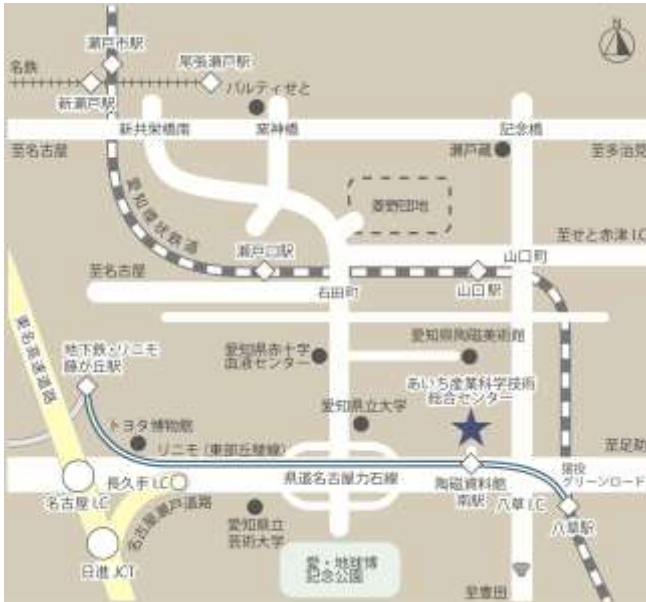 N
瀬戸市駅
名鉄
尾張瀬戸駅
新瀬戸駅
パルティせと
新共栄橋南
窯神橋
記念橋
至名古屋
瀬戸蔵
至多治見
愛知環状鉄道
菱野団地
至せと赤津I.C
瀬戸口駅
山口町
至名古屋
石田町
山口駅
東名高速道路
地下鉄・リニモ
藤が丘駅
愛知県赤十字
血液センター
愛知県陶磁美術館
あいち産業科学技術
総合センター
愛知県立大学
トヨタ博物館
リニモ(東部丘陵線)
至足助
猿投
グリーンロード
名古屋I.C
長久手I.C
県道名古屋力石線
陶磁資料館
南駅
八草I.C
八草駅
名古屋瀬戸道路
愛知県立
芸術大学
日進JCT
愛・地球博
記念公園
至豊田